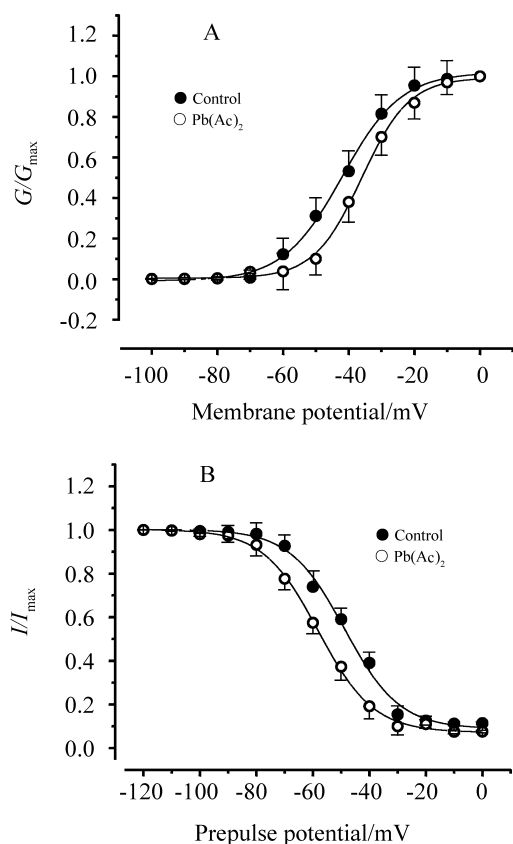 A
1.2
1.0
0.8
0.6
0.4
0.2
0.0
-0.2
G/Gmax
Control
Pb(Ac)2
-100 -80 -60 -40 -20 0
Membrane potential/mV
B
1.2
1.0
0.8
0.6
0.4
0.2
0.0
I/Imax
Control
Pb(Ac)2
-120 -100 -80 -60 -40 -20 0
Prepulse potential/mV